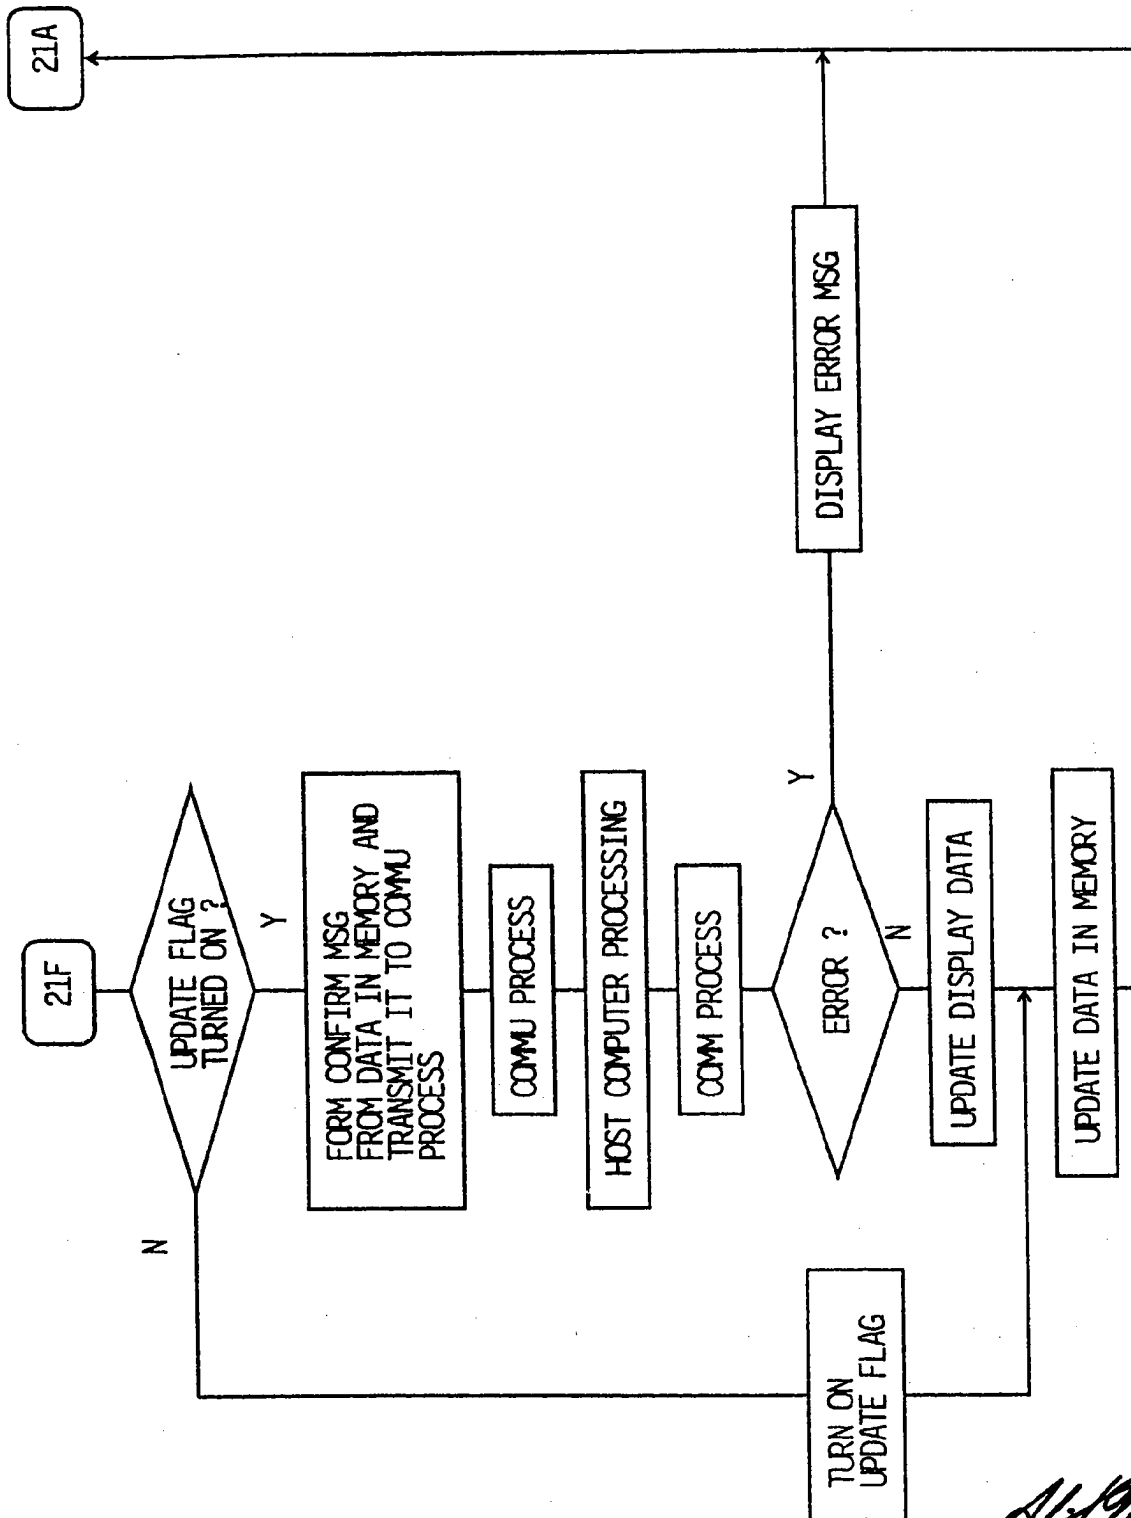 21A
21F
UPDATE FLAG
TURNED ON ?
N
Y
FORM CONFIRM MSG
FROM DATA IN MEMORY AND
TRANSMIT IT TO COMMU
PROCESS
COMMU PROCESS
HOST COMPUTER PROCESSING
COMM PROCESS
ERROR ?
Y
DISPLAY ERROR MSG
N
TURN ON
UPDATE FLAG
UPDATE DISPLAY DATA
UPDATE DATA IN MEMORY